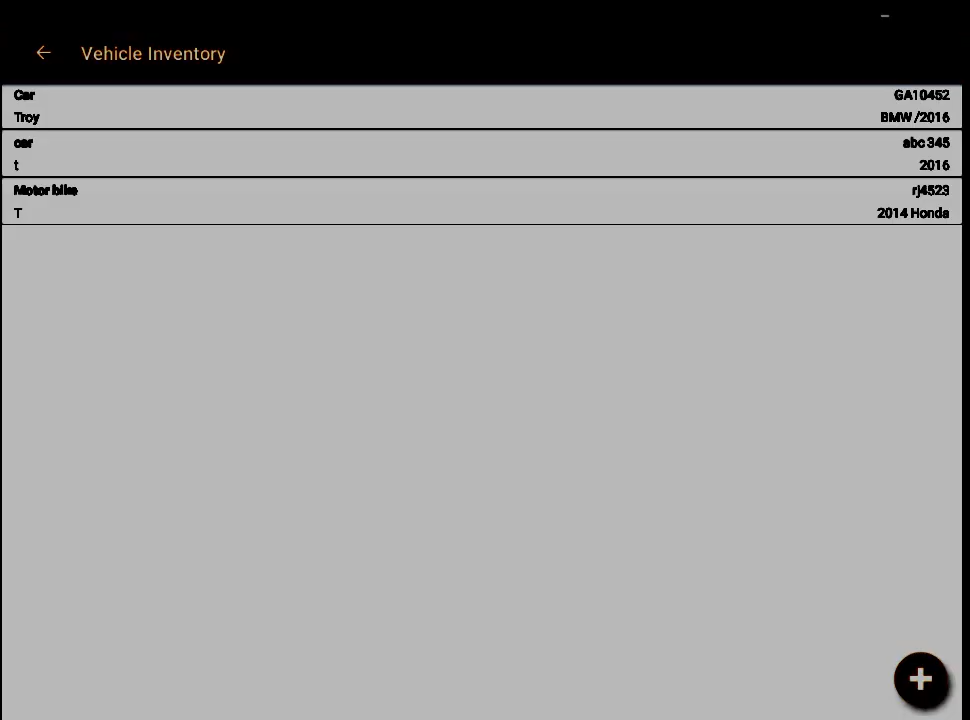 Vehicle Inventory
Car GA10452
Troy BMW /2016
car abc 345
t 2016
Motor bike rj4523
T 2014 Honda